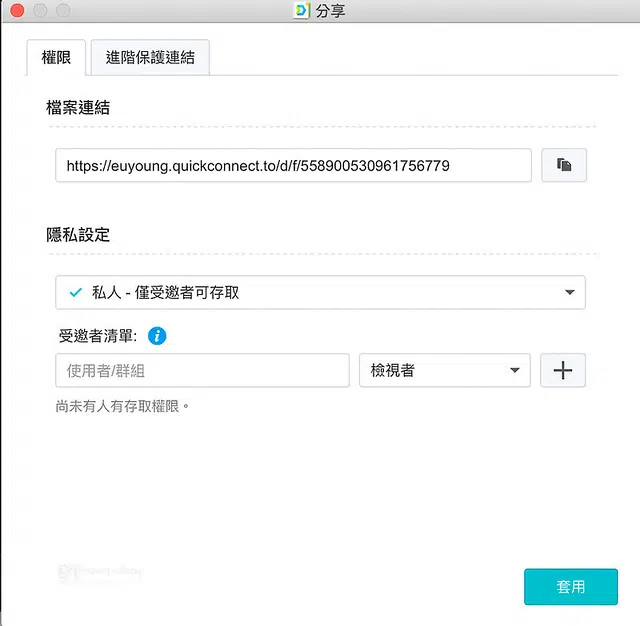 分享
權限
進階保護連結
檔案連結
https://euyoung.quickconnect.to/d/f/558900530961756779
隱私設定
私人 - 僅受邀者可存取
受邀者清單:
使用者/群組
檢視者
尚未有人有存取權限。
套用